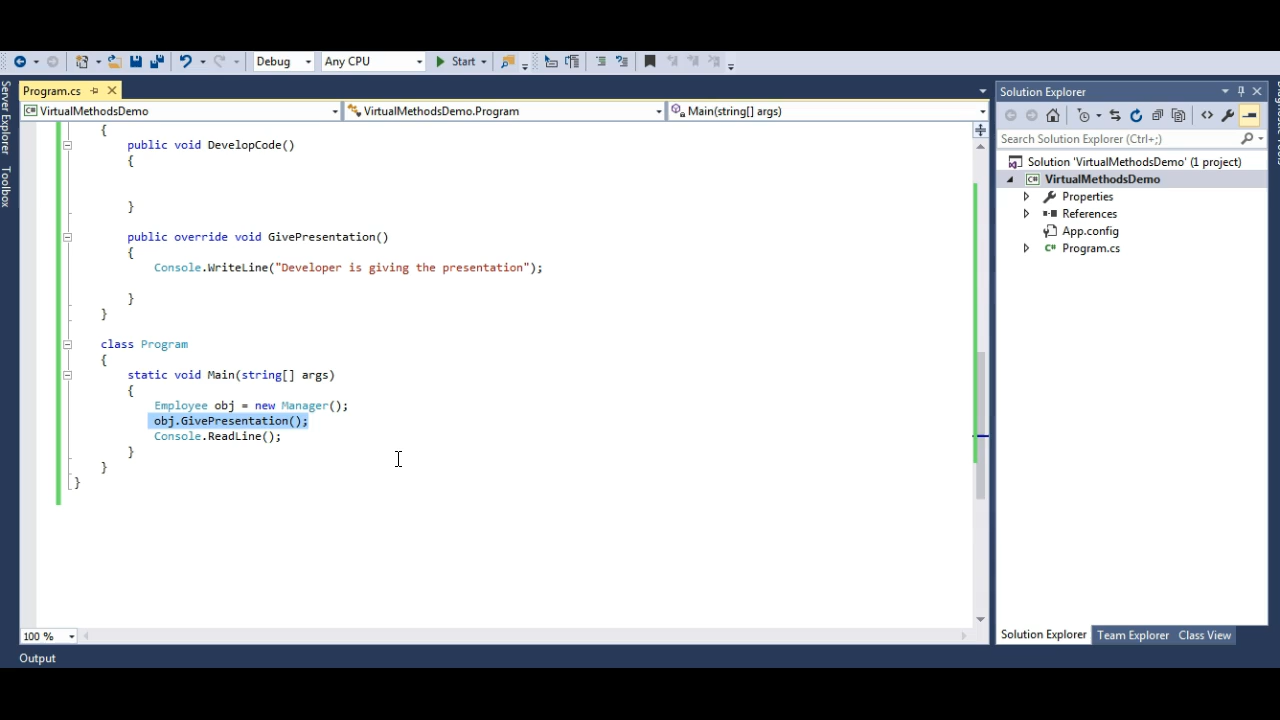 Debug
Any CPU
Start
Server Explorer
Toolbox
Program.cs
VirtualMethodsDemo
VirtualMethodsDemo.Program
Main(string[] args)
{
public void DevelopCode()
{
}
public override void GivePresentation()
{
Console.WriteLine("Developer is giving the presentation");
}
}
class Program
{
static void Main(string[] args)
{
Employee obj = new Manager();
obj.GivePresentation();
Console.ReadLine();
}
}
}
100 %
Output
Solution Explorer
Search Solution Explorer (Ctrl+;)
Solution 'VirtualMethodsDemo' (1 project)
C# VirtualMethodsDemo
Properties
References
App.config
C# Program.cs
Solution Explorer
Team Explorer
Class View